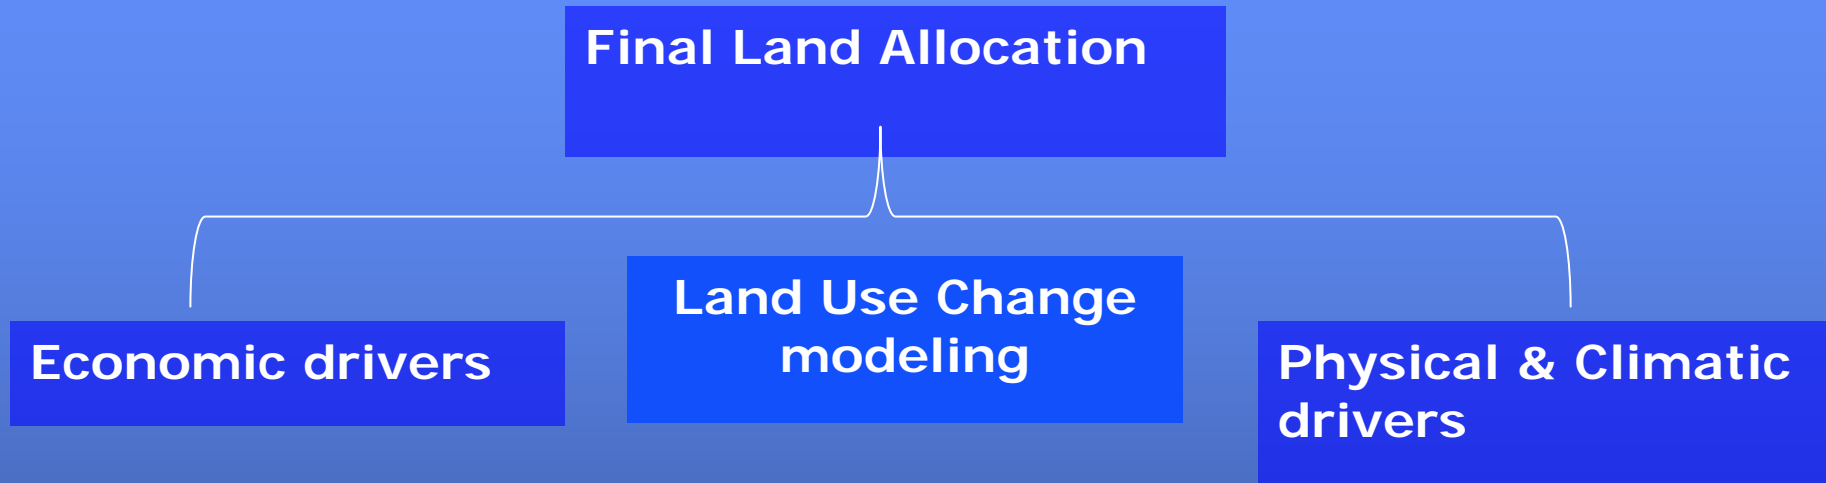 Final Land Allocation
Land Use Change
modeling
Economic drivers
Physical & Climatic
drivers